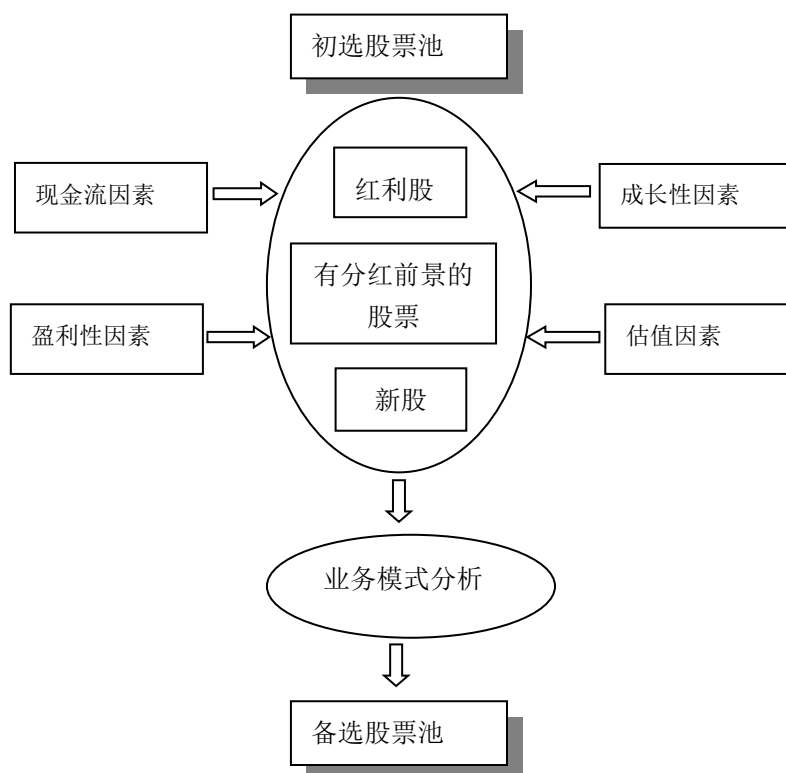 初选股票池
红利股
现金流因素
成长性因素
有分红前景的
股票
盈利性因素
估值因素
新股
业务模式分析
备选股票池